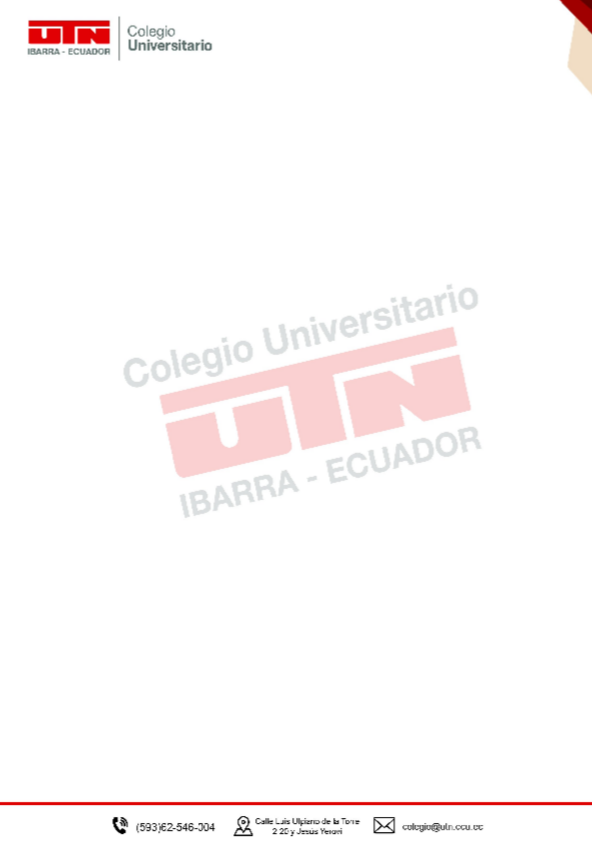 UTN
IBARRA - ECUADOR
Colegio
Universitario
Colegio Universitario
UTN
IBARRA - ECUADOR
(593)62-546-004
Calle Luis Ulpiano de la Torre
2 20 y Jesús Yerovi
colegio@utn.edu.ec